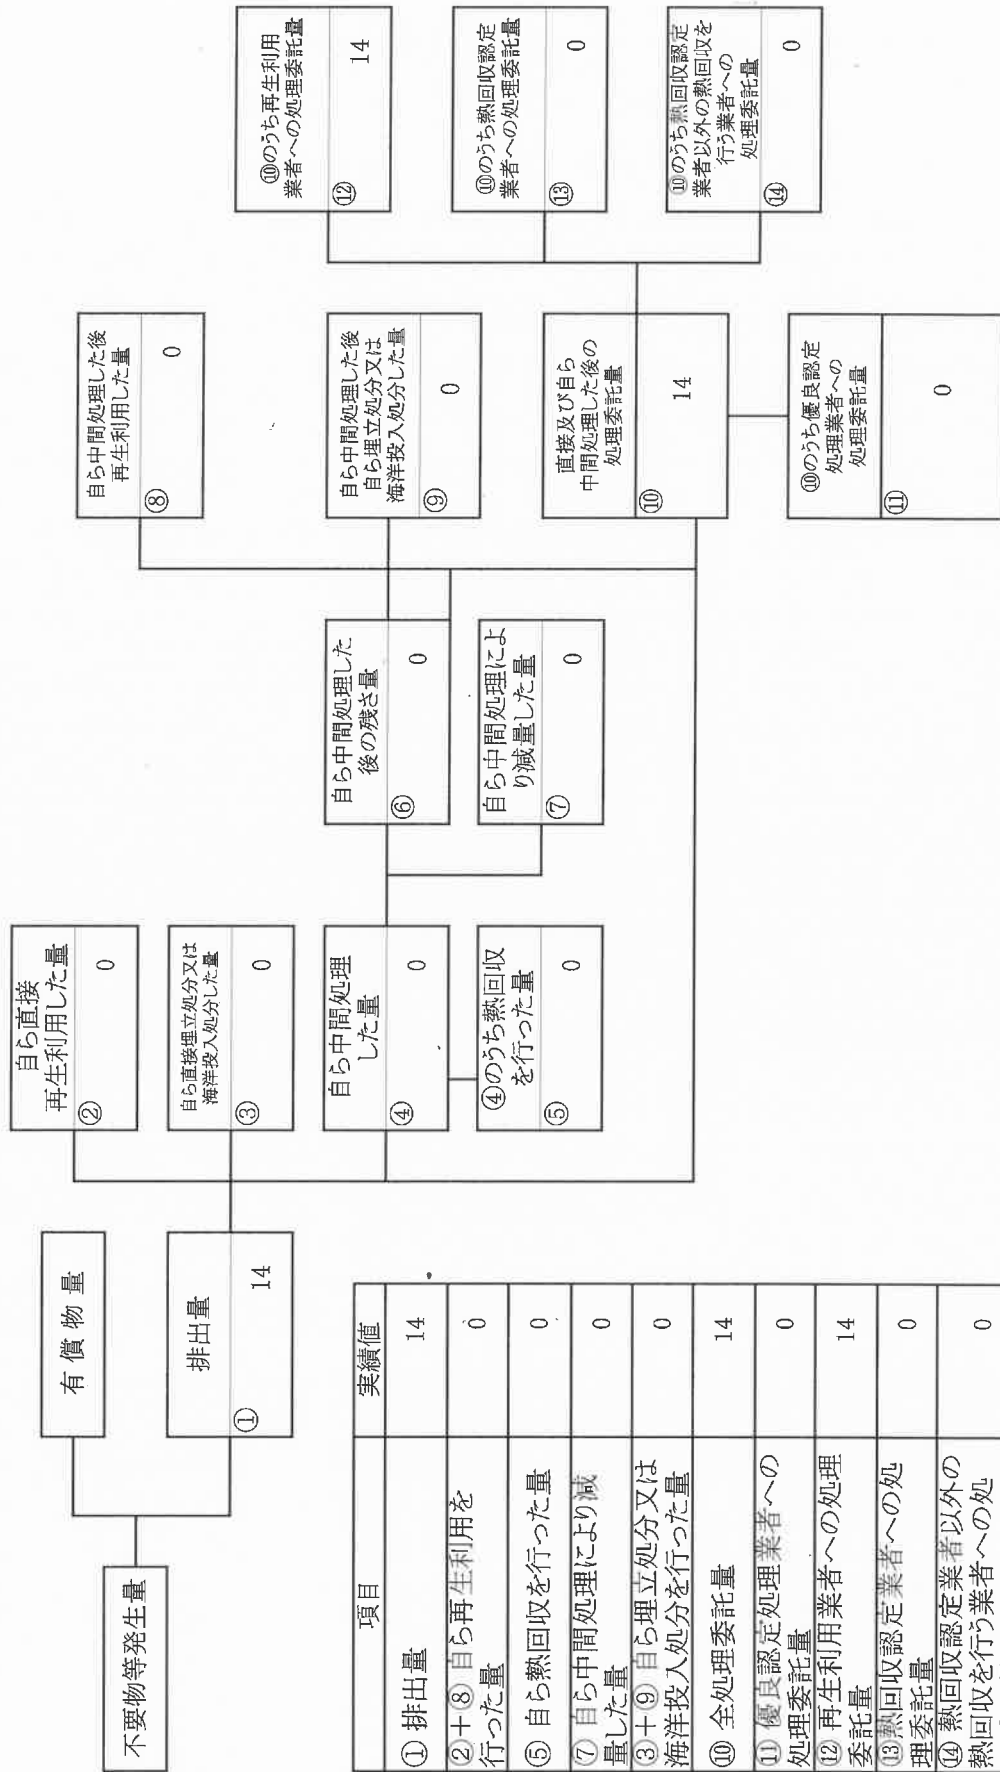 不要物等発生量
有償物量
排出量
① 14
自ら直接
再生利用した量
② 0
自ら直接埋立処分又は
海洋投入処分した量
③ 0
自ら中間処理
した量
④ 0
④のうち熱回収
を行った量
⑤ 0
自ら中間処理した
後の残さ量
⑥ 0
自ら中間処理によ
り減量した量
⑦ 0
自ら中間処理した後
再生利用した量
⑧ 0
自ら中間処理した後
自ら埋立処分又は
海洋投入処分した量
⑨ 0
直接及び自ら
中間処理した後の
処理委託量
⑩ 14
⑩のうち優良認定
処理業者への
処理委託量
⑪ 0
⑩のうち再生利用
業者への処理委託量
⑫ 14
⑩のうち熱回収認定
業者への処理委託量
⑬ 0
⑩のうち熱回収認定
業者以外の熱回収を
行う業者への
処理委託量
⑭ 0
項目 実績値
① 排出量 14
②+⑧ 自ら再生利用を
行った量 0
⑤ 自ら熱回収を行った量 0
⑦ 自ら中間処理により減
量した量 0
③+⑨ 自ら埋立処分又は
海洋投入処分を行った量 0
⑩ 全処理委託量 14
⑪ 優良認定処理業者への
処理委託量 0
⑫ 再生利用業者への処理
委託量 14
⑬熱回収認定業者への処
理委託量 0
⑭ 熱回収認定業者以外の
熱回収を行う業者への処 0